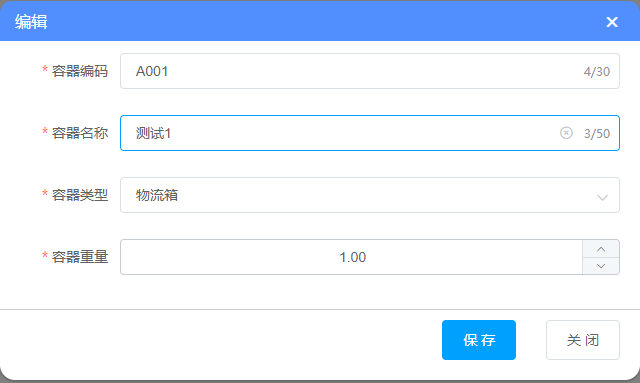 编辑
* 容器编码 A001 4/30
* 容器名称 测试1 3/50
* 容器类型 物流箱
* 容器重量 1.00
保存 关闭